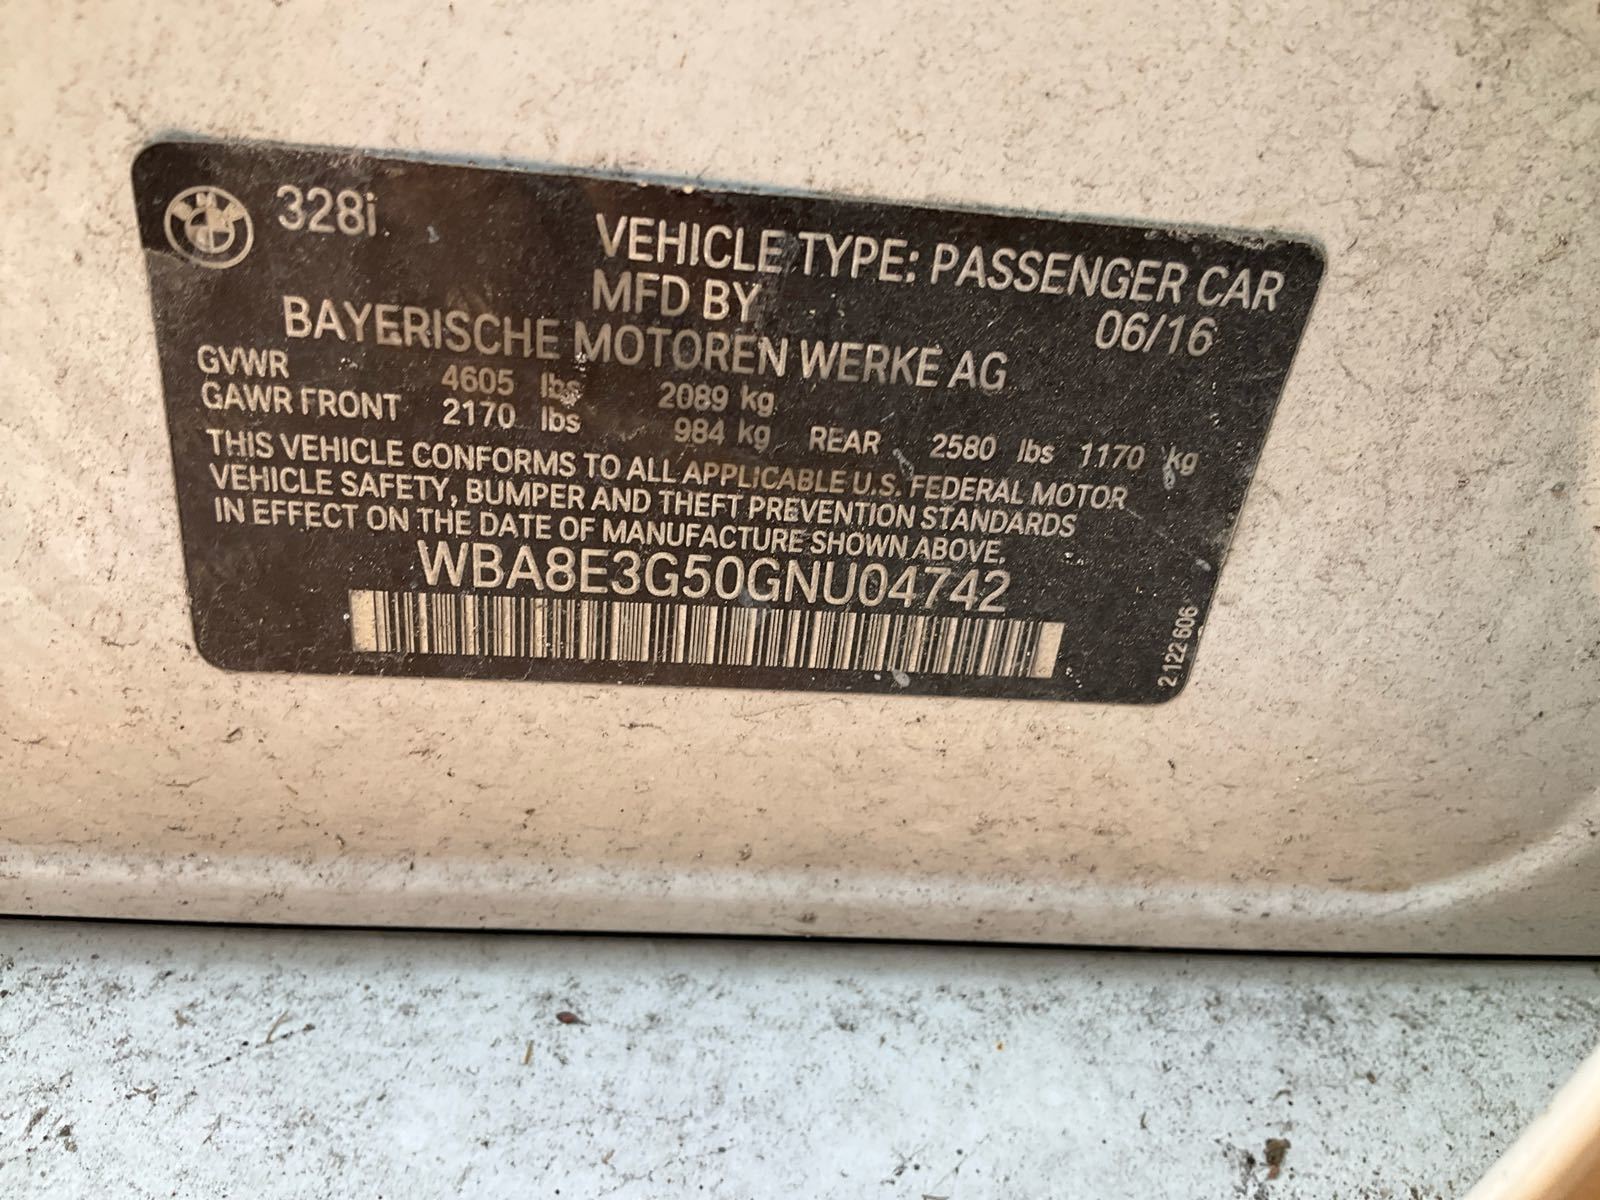 BMW 328i
VEHICLE TYPE: PASSENGER CAR
MFD BY 06/16
BAYERISCHE MOTOREN WERKE AG
GVWR 4605 lbs 2089 kg
GAWR FRONT 2170 lbs 984 kg REAR 2580 lbs 1170 kg
THIS VEHICLE CONFORMS TO ALL APPLICABLE U.S. FEDERAL MOTOR
VEHICLE SAFETY, BUMPER AND THEFT PREVENTION STANDARDS
IN EFFECT ON THE DATE OF MANUFACTURE SHOWN ABOVE.
WBA8E3G50GNU04742
2 122 606